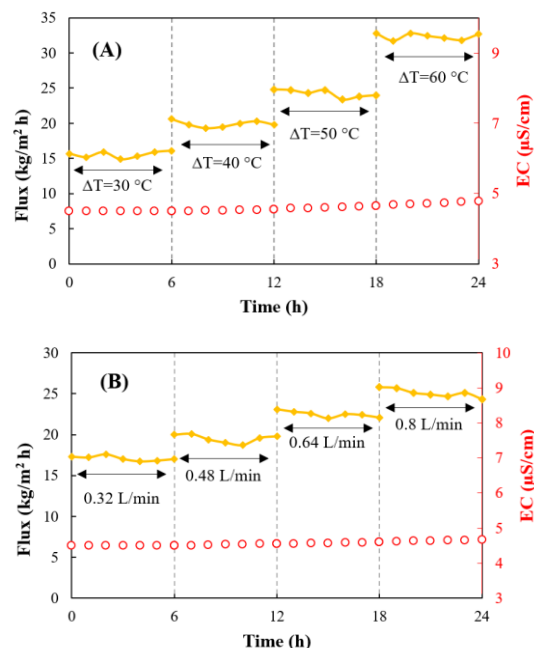 (A)
Flux (kg/m² h)
35
30
25
20
15
10
5
0
ΔT=30 °C
ΔT=40 °C
ΔT=50 °C
ΔT=60 °C
9
7
5
3
EC (µS/cm)
0 6 12 18 24
Time (h)
(B)
Flux (kg/m² h)
30
25
20
15
10
5
0
0.32 L/min
0.48 L/min
0.64 L/min
0.8 L/min
10
9
8
7
6
5
4
3
EC (µS/cm)
0 6 12 18 24
Time (h)